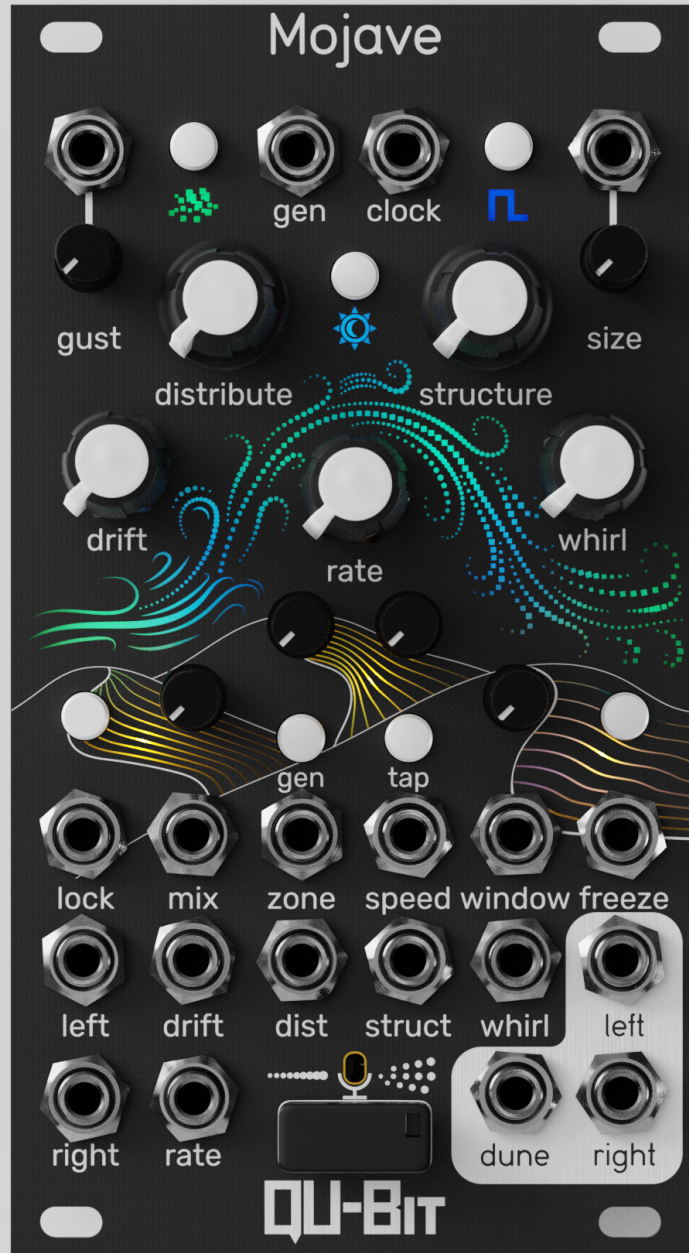 Mojave
gen clock
gust size
distribute structure
drift whirl
rate
gen tap
lock mix zone speed window freeze
left drift dist struct whirl left
right rate dune right
QU-BIT